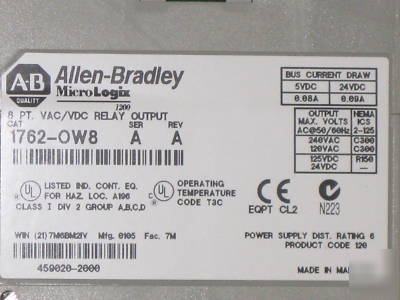 AB
QUALITY
Allen-Bradley
MicroLogix
1200
8 PT. VAC/VDC RELAY OUTPUT
CAT SER REV
1762-OW8 A A
BUS CURRENT DRAW
5VDC 24VDC
0.08A 0.09A
OUTPUT NEMA
MAX. VOLTS ICS
AC@50/60Hz 2-125
240VAC C300
120VAC C300
125VDC R150
24VDC —
UL LISTED IND. CONT. EQ.
FOR HAZ. LOC. A196
CLASS I DIV 2 GROUP A,B,C,D
UL OPERATING
TEMPERATURE
CODE T3C
CE
EQPT CL2
N223
WIN (21) Mfg. 0105 Fac. 7M
POWER SUPPLY DIST. RATING 6
PRODUCT CODE 120
459020-2000
MADE IN
bidz